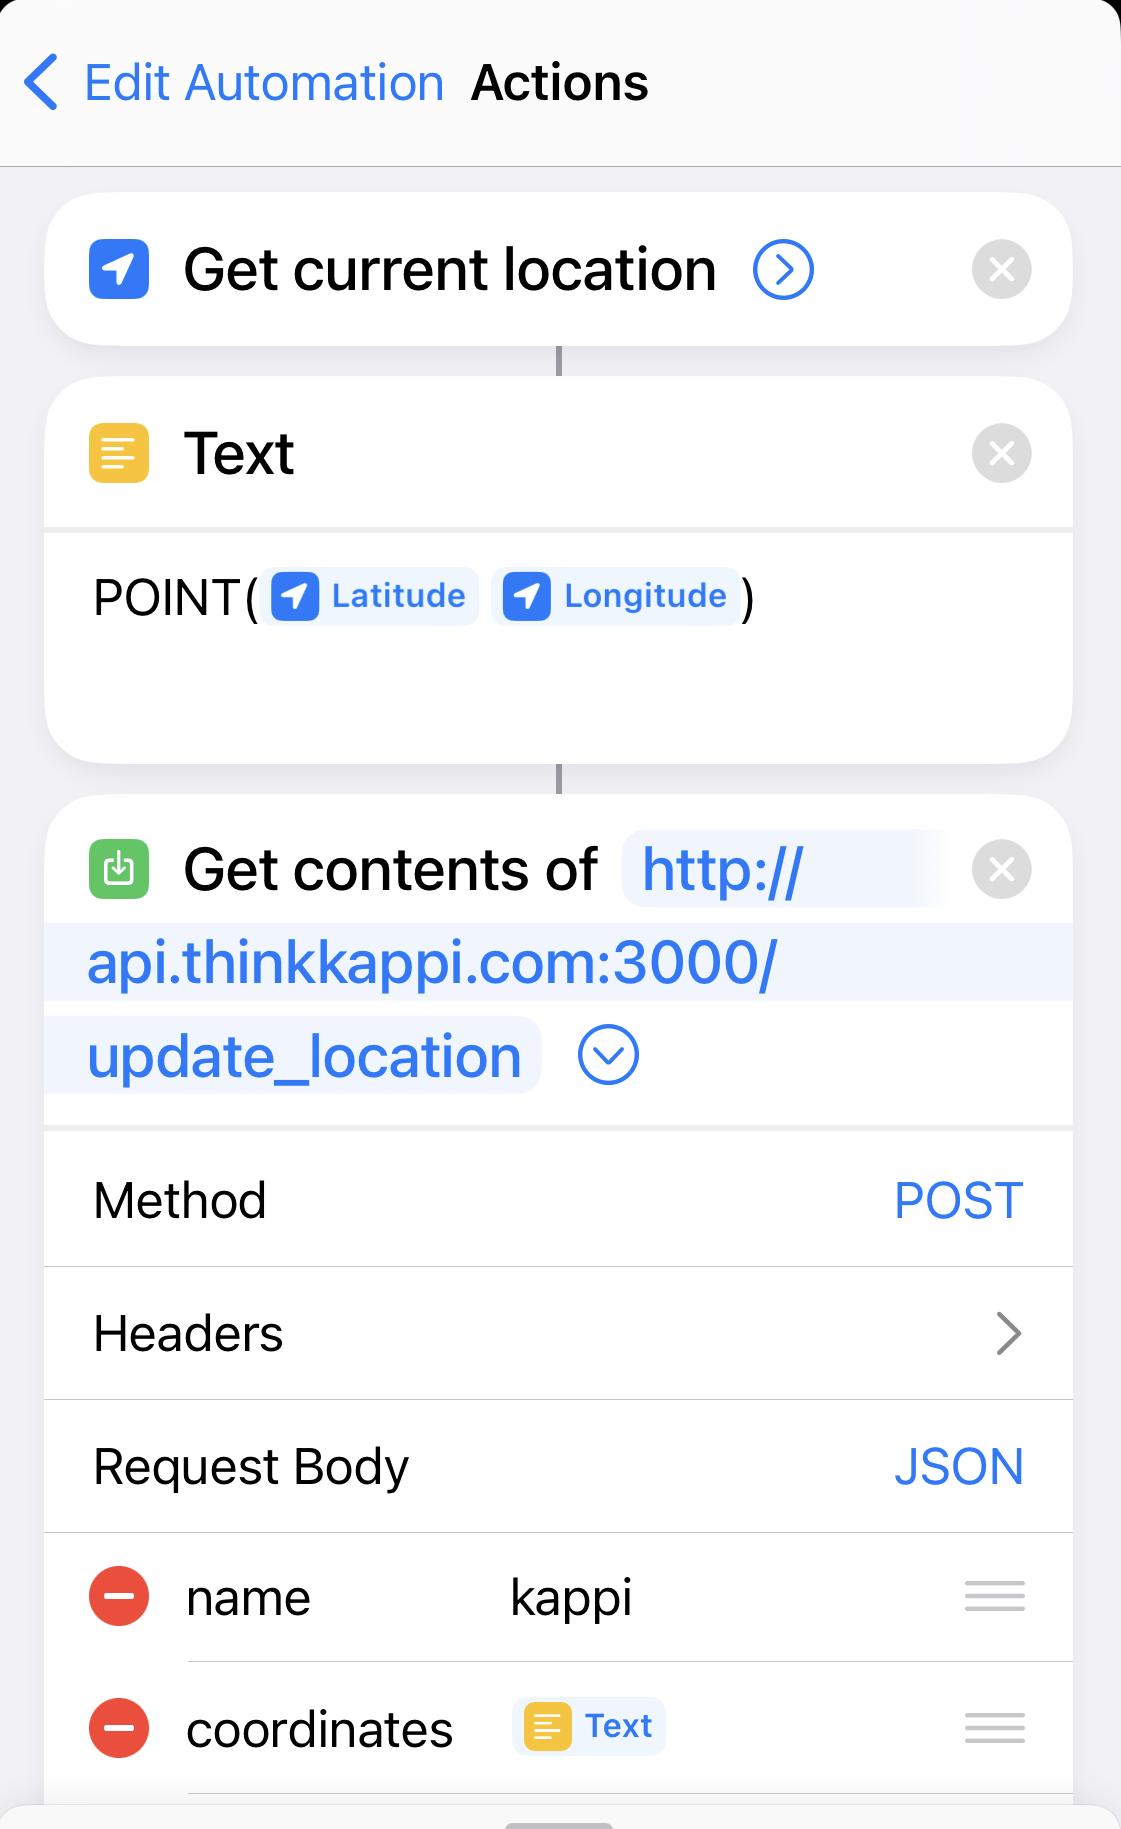 Edit Automation Actions
Get current location
Text
POINT( Latitude Longitude )
Get contents of http://
api.thinkkappi.com:3000/
update_location
Method POST
Headers
Request Body JSON
name kappi
coordinates Text